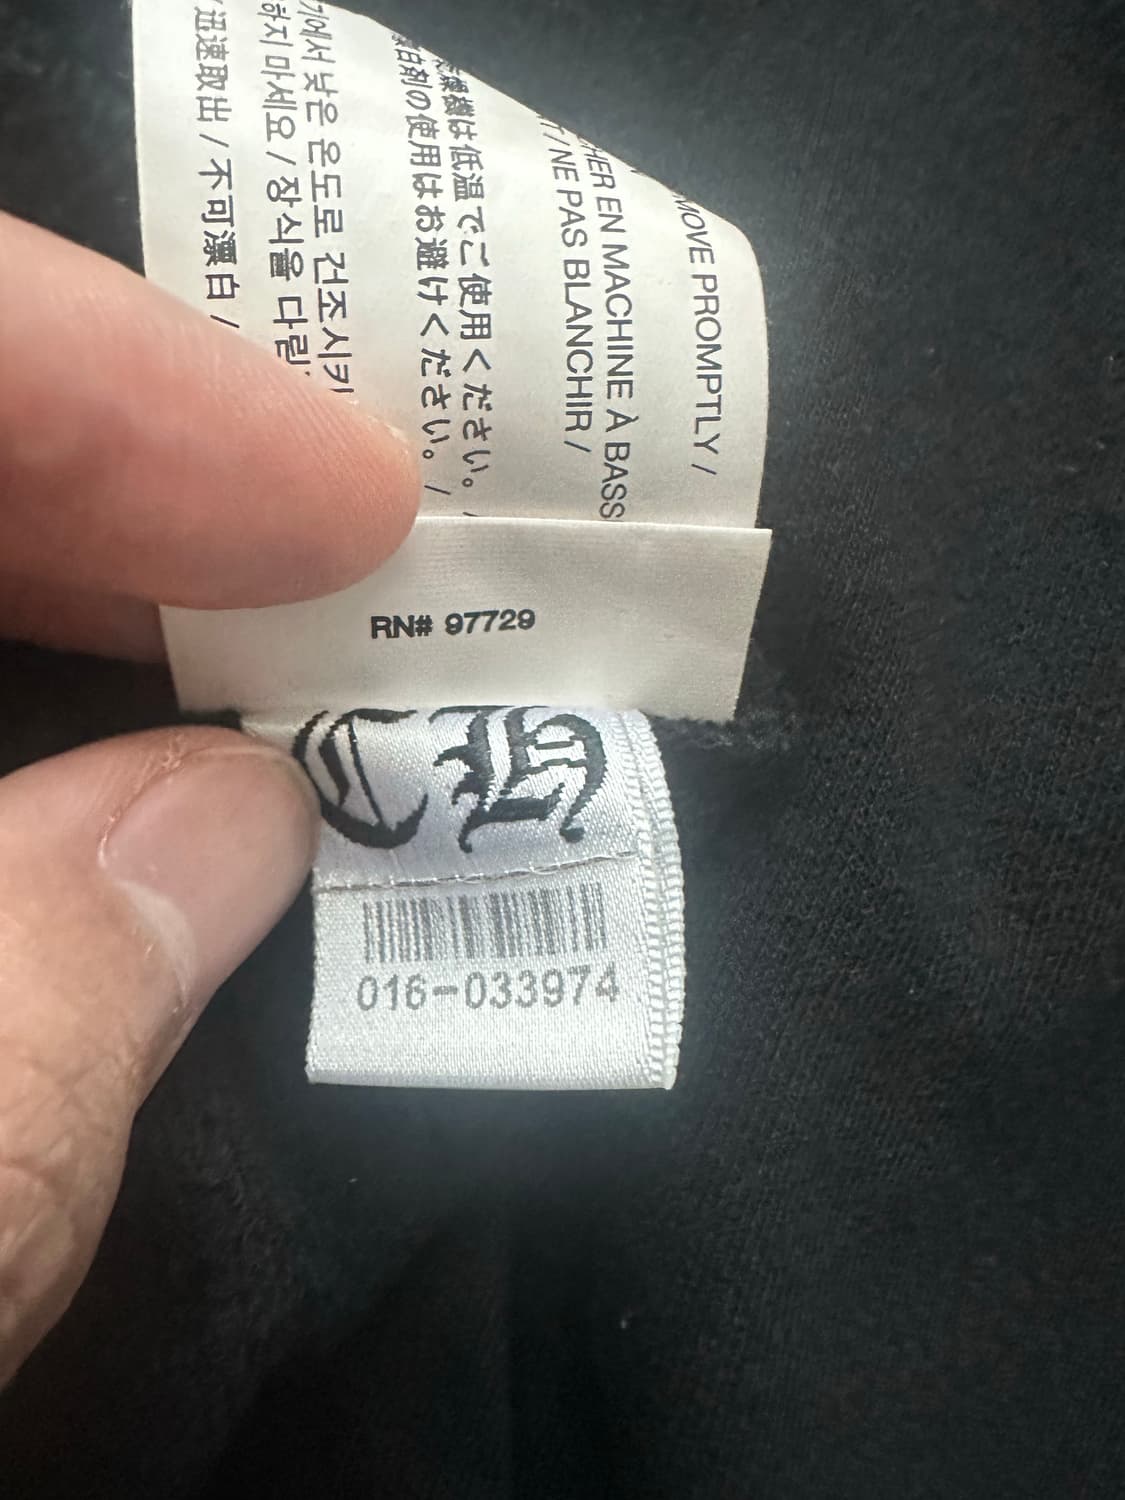 MOVE PROMPTLY /
HER EN MACHINE À BASS
/ NE PAS BLANCHIR /
機は低温でご使用ください。 /
白剤の使用はお避けください。 /
기에서 낮은 온도로 건조시키
하지 마세요 / 장식을 다림
迅速取出 / 不可漂白 /
RN# 97729
CH
016-033974